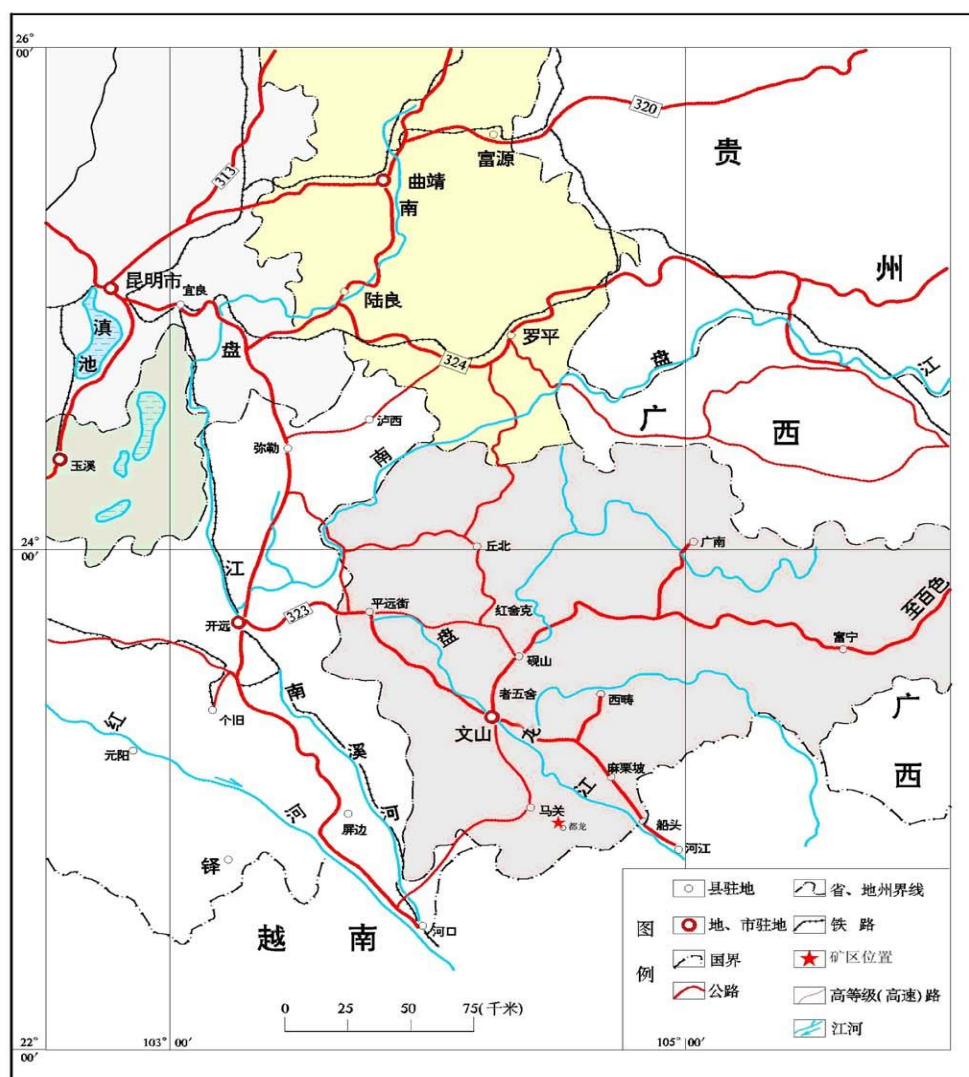 26°
00′
320
贵
富源
313
曲靖
南
州
昆明市
宜良
陆良
滇
池
盘
罗平
盘
江
324
广
西
泸西
南
弥勒
玉溪
24°
00′
丘北
广南
江
323
平远街
红舍克
至百色
开远
盘
砚山
富宁
者五舍
西畴
个旧
南
文山
龙
广
红
溪
元阳
江
麻栗坡
西
河
屏边
河
马关
都龙
船头
河江
铎
越 南
河口
图
例
县驻地
省、地州界线
地、市驻地
铁 路
国界
矿区位置
公路
高等级(高速)路
江河
0 25 50 75(千米)
22°
00′
103°00′
105°00′